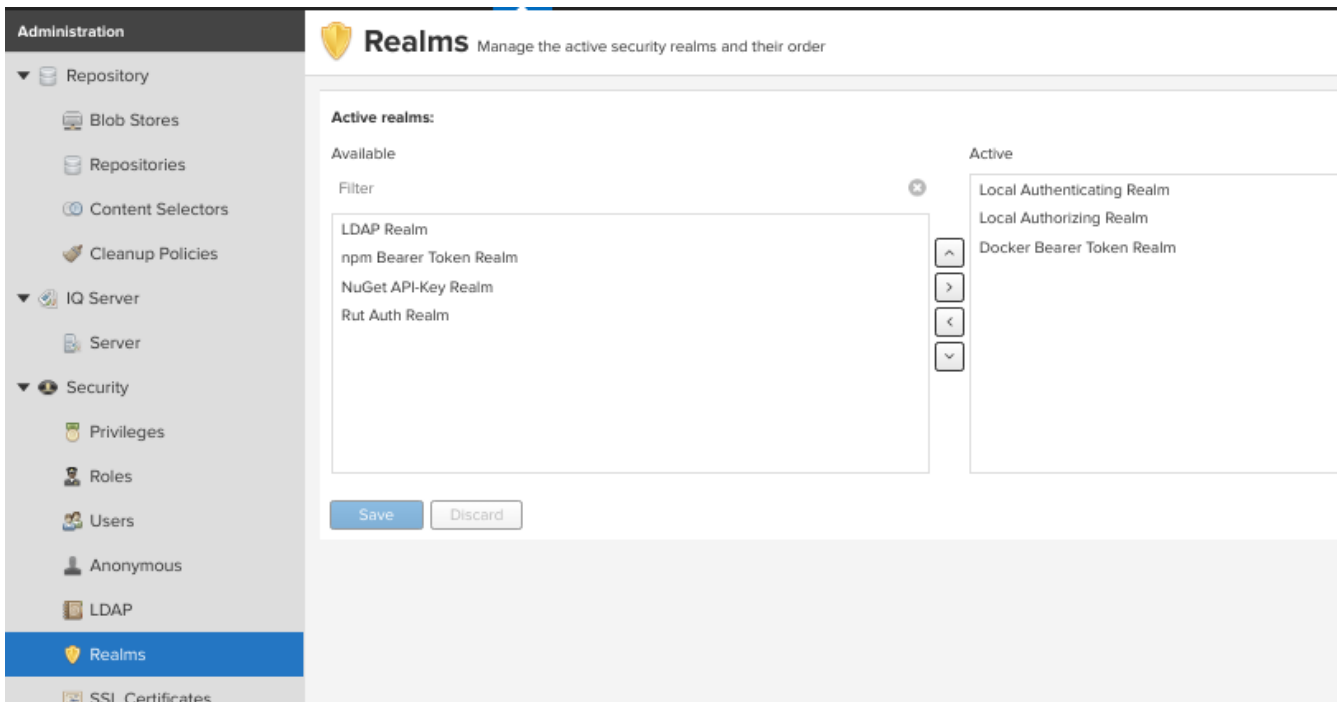 Administration
Repository
Blob Stores
Repositories
Content Selectors
Cleanup Policies
IQ Server
Server
Security
Privileges
Roles
Users
Anonymous
LDAP
Realms
SSL Certificates
Realms Manage the active security realms and their order
Active realms:
Available
Filter
LDAP Realm
npm Bearer Token Realm
NuGet API-Key Realm
Rut Auth Realm
Active
Local Authenticating Realm
Local Authorizing Realm
Docker Bearer Token Realm
Save Discard